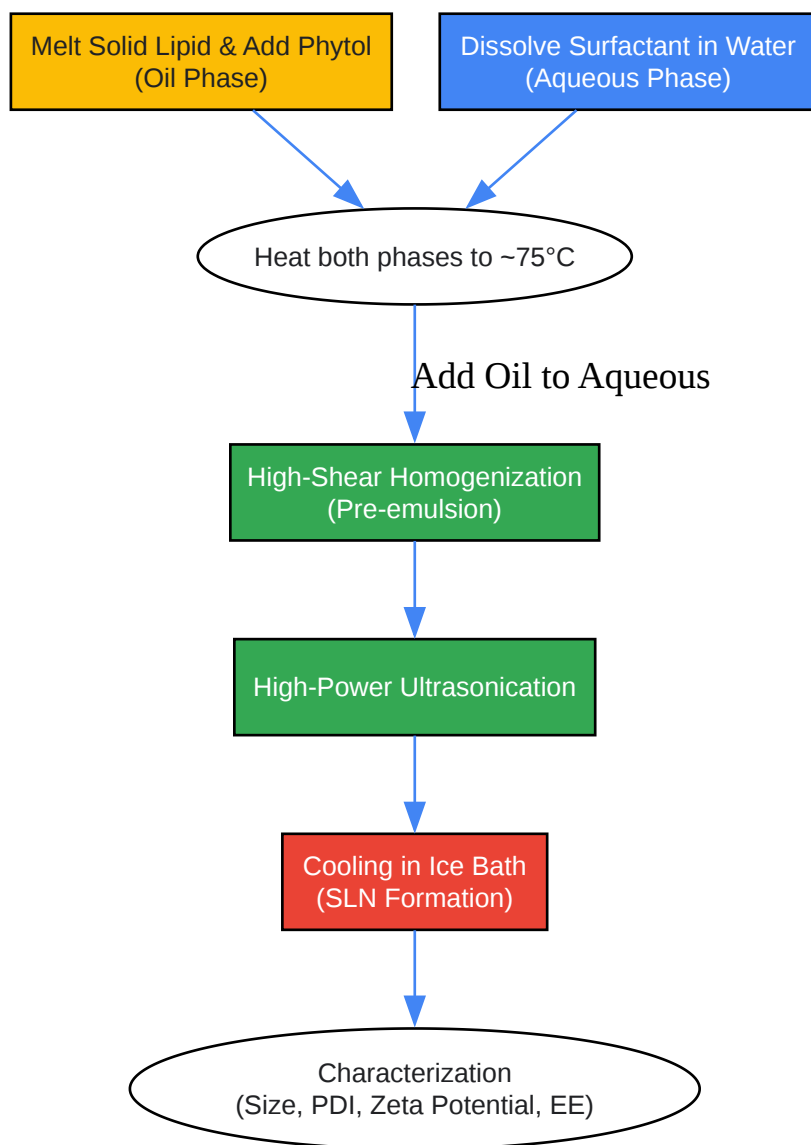 Melt Solid Lipid & Add Phytol
(Oil Phase)
Dissolve Surfactant in Water
(Aqueous Phase)
Heat both phases to ~75°C
Add Oil to Aqueous
High-Shear Homogenization
(Pre-emulsion)
High-Power Ultrasonication
Cooling in Ice Bath
(SLN Formation)
Characterization
(Size, PDI, Zeta Potential, EE)